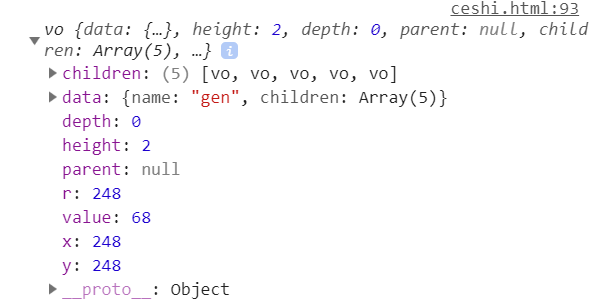 ceshi.html:93
vo {data: {…}, height: 2, depth: 0, parent: null, child
ren: Array(5), …} i
children: (5) [vo, vo, vo, vo, vo]
data: {name: "gen", children: Array(5)}
depth: 0
height: 2
parent: null
r: 248
value: 68
x: 248
y: 248
__proto__: Object